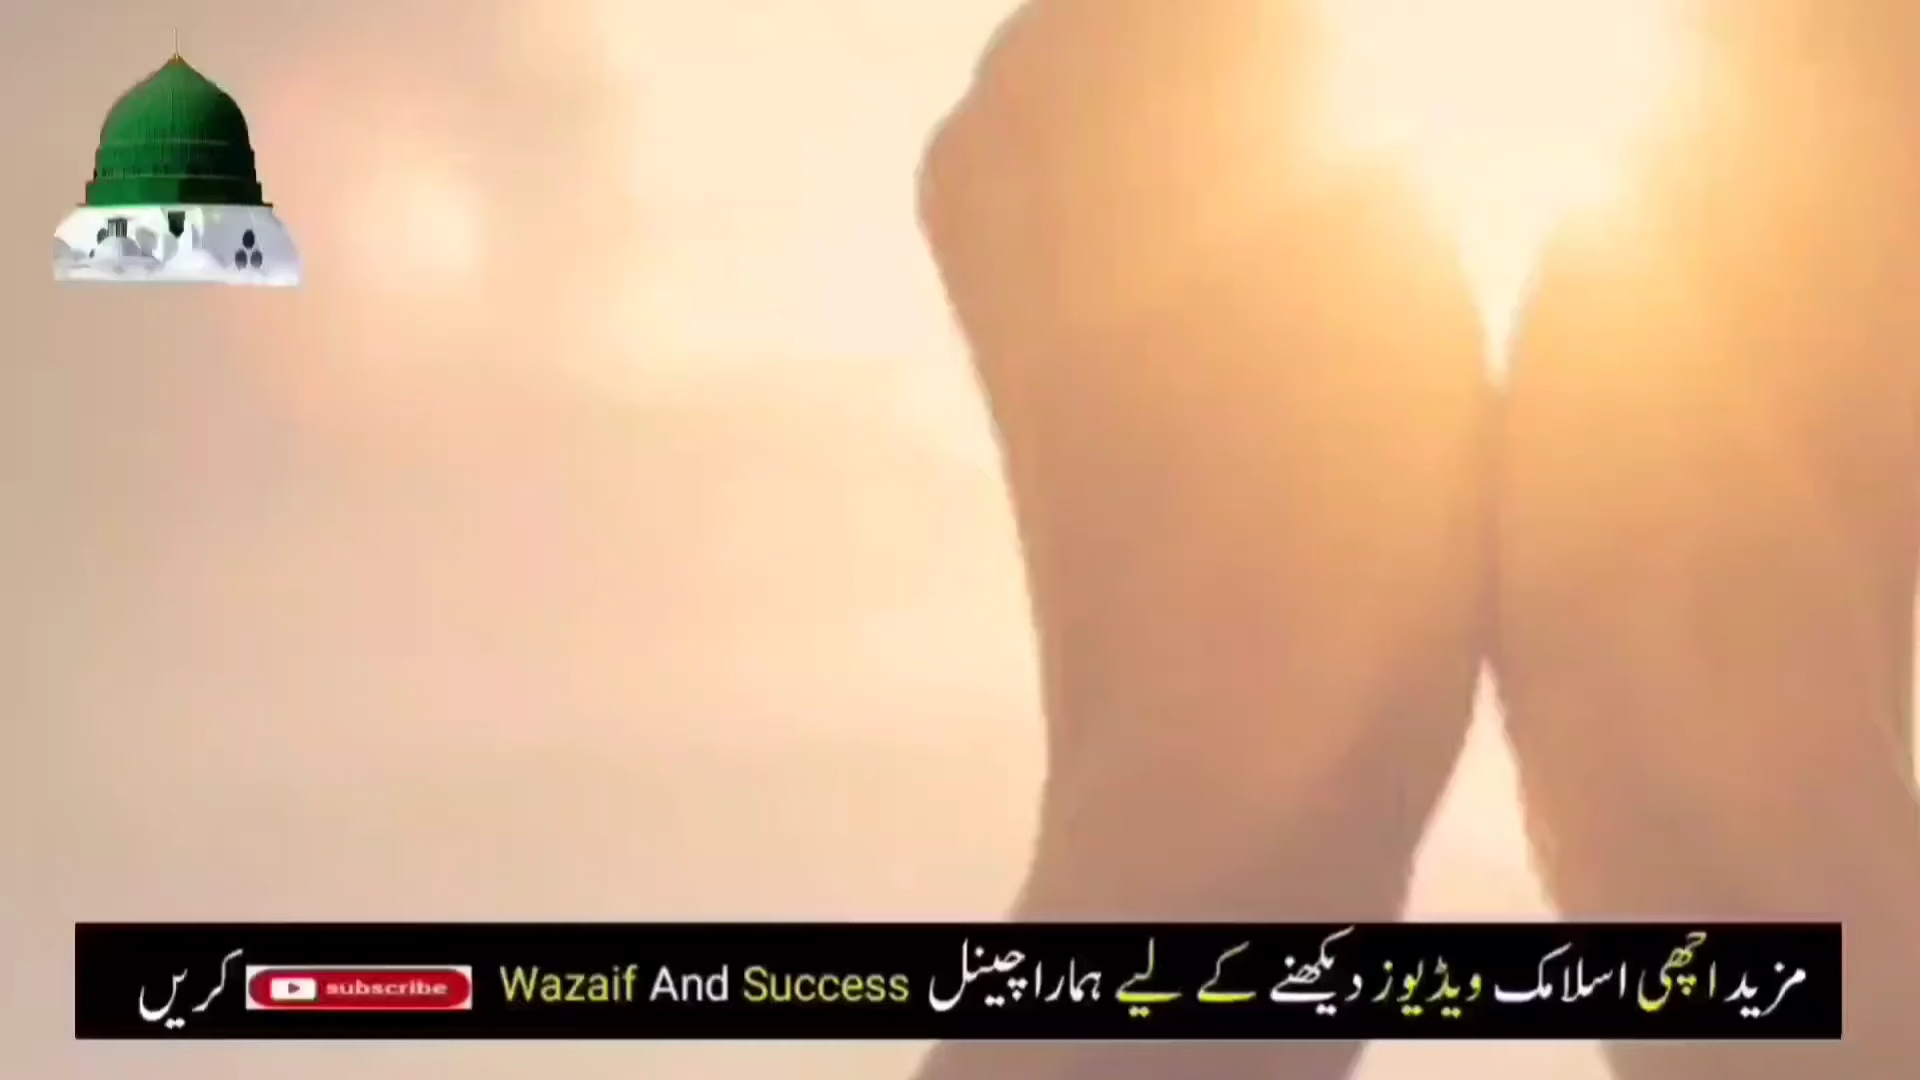 مزید اچھی اسلامک ویڈیوز دیکھنے کے لیے ہمارا چینل Wazaif And Success subscribe کریں